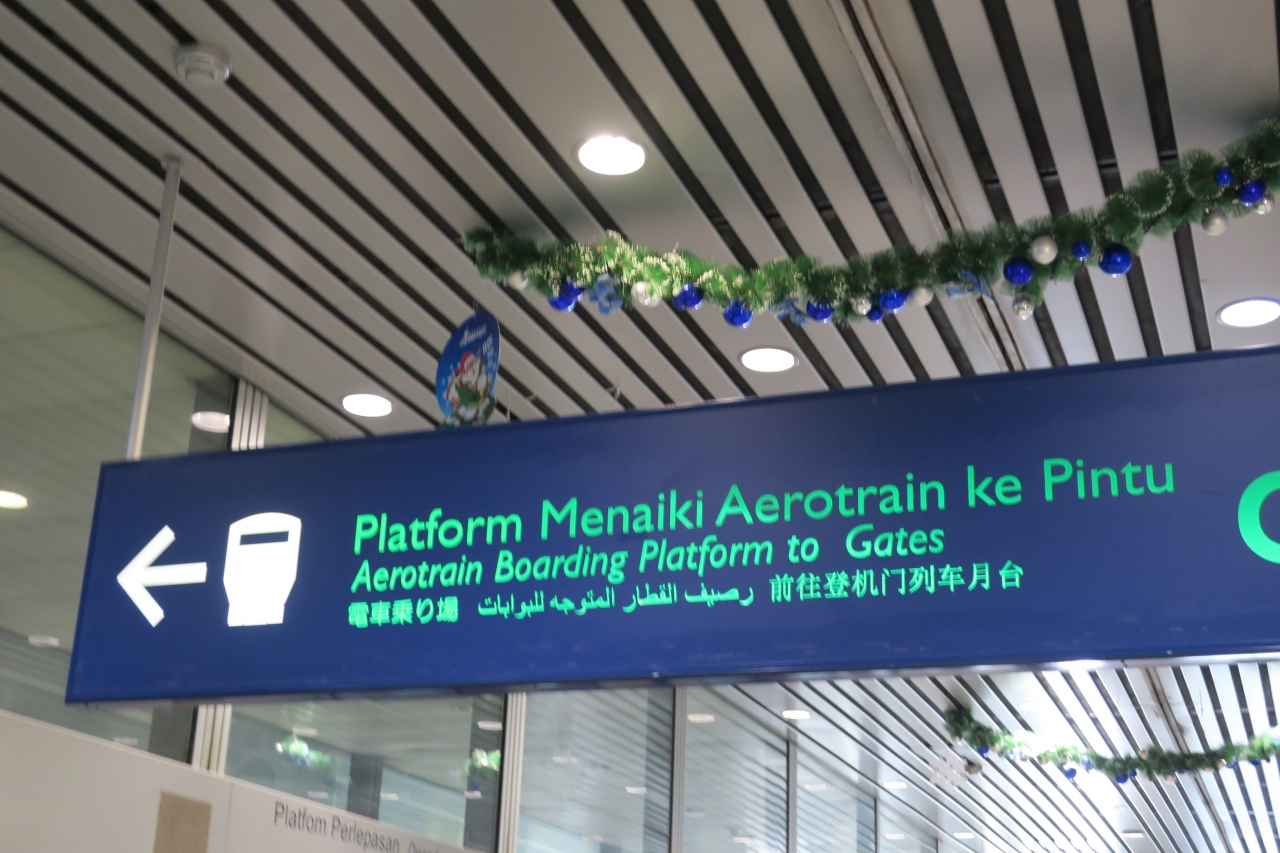 Platform Menaiki Aerotrain ke Pintu
Aerotrain Boarding Platform to Gates
電車乗り場 رصيف القطار المتوجه للبوابات 前往登机门列车月台
C
Platfom Perlepasan